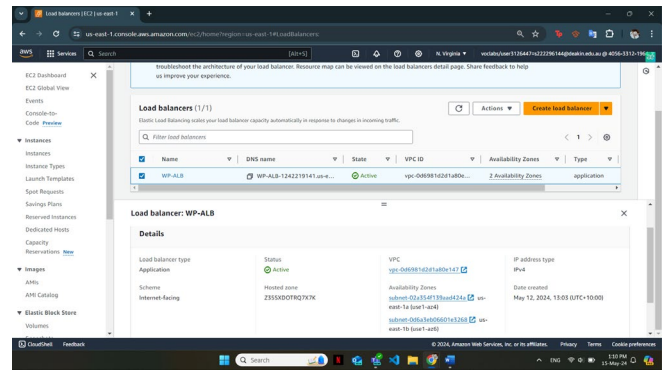 Load balancers | EC2 | us-east-1
us-east-1.console.aws.amazon.com/ec2/home?region=us-east-1#LoadBalancers:
aws Services Search [Alt+S] N. Virginia voclabs/user3126447=s222296144@deakin.edu.au @ 4056-3312-196
EC2 Dashboard
EC2 Global View
Events
Console-to-Code Preview
Instances
Instances
Instance Types
Launch Templates
Spot Requests
Savings Plans
Reserved Instances
Dedicated Hosts
Capacity
Reservations New
Images
AMIs
AMI Catalog
Elastic Block Store
Volumes
troubleshoot the architecture of your load balancer. Resource map can be viewed on the load balancers detail page. Share feedback to help
us improve your experience.
Load balancers (1/1)
Actions
Create load balancer
Elastic Load Balancing scales your load balancer capacity automatically in response to changes in incoming traffic.
Filter load balancers
1
Name DNS name State VPC ID Availability Zones Type
WP-ALB WP-ALB-1242219141.us-e... Active vpc-0d6981d2d1a80e... 2 Availability Zones application
Load balancer: WP-ALB
Details
Load balancer type Status VPC IP address type
Application Active vpc-0d6981d2d1a80e147 IPv4
Scheme Hosted zone Availability Zones Date created
Internet-facing Z35SXDOTRQ7X7K subnet-02a354f139aad424a us-east-1a (use1-az4) May 12, 2024, 13:03 (UTC+10:00)
subnet-0d6a3eb06601e3268 us-east-1b (use1-az6)
CloudShell Feedback © 2024, Amazon Web Services, Inc. or its affiliates. Privacy Terms Cookie preferences
Search ENG 1:10 PM
15-May-24